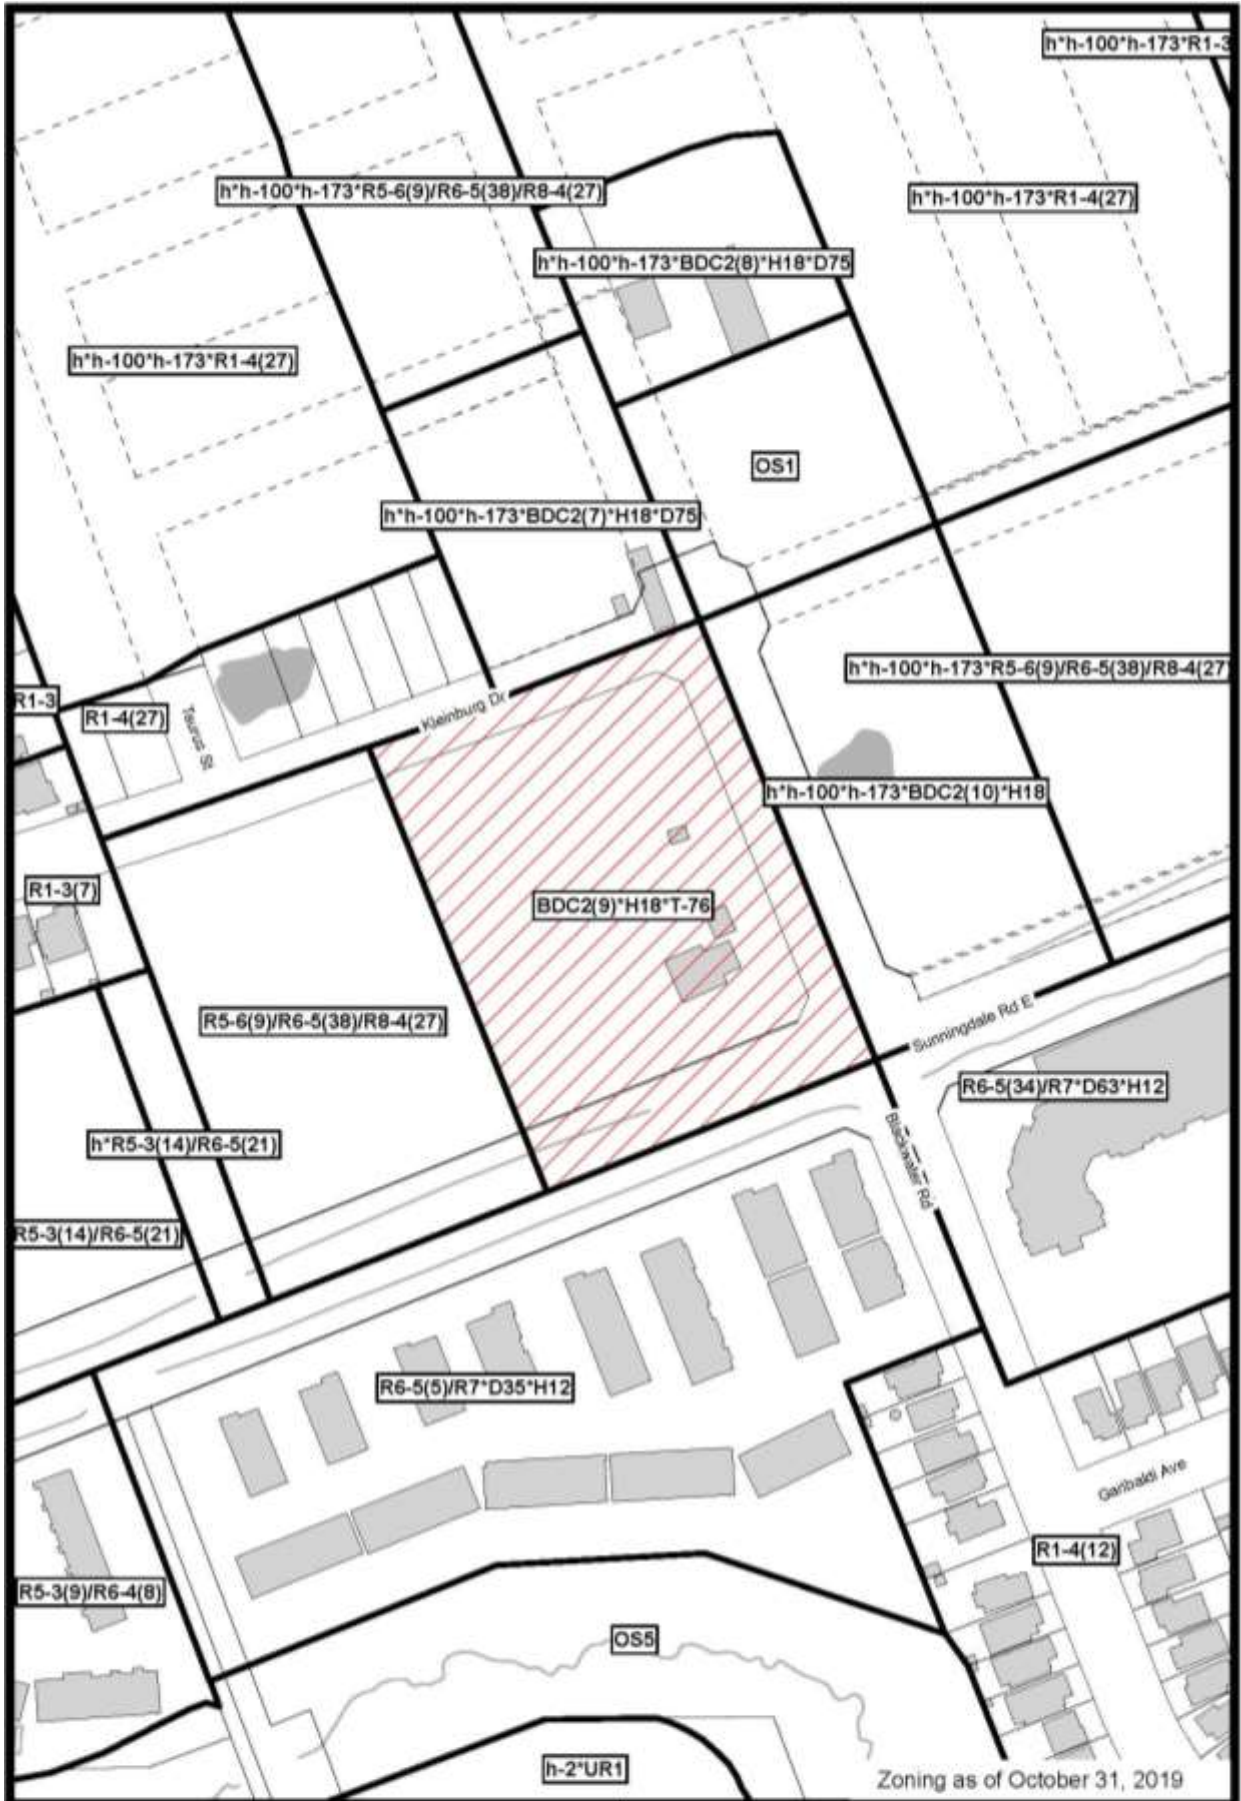 h*h-100*h-173*R1-3
h*h-100*h-173*R5-6(9)/R6-5(38)/R8-4(27)
h*h-100*h-173*R1-4(27)
h*h-100*h-173*BDC2(8)*H18*D75
h*h-100*h-173*R1-4(27)
OS1
h*h-100*h-173*BDC2(7)*H18*D75
h*h-100*h-173*R5-6(9)/R6-5(38)/R8-4(27)
R1-3
R1-4(27)
Taurus St
Kleinburg Dr
h*h-100*h-173*BDC2(10)*H18
R1-3(7)
BDC2(9)*H18*T-76
R5-6(9)/R6-5(38)/R8-4(27)
Sunningdale Rd E
R6-5(34)/R7*D63*H12
h*R5-3(14)/R6-5(21)
Blackwater Rd
R5-3(14)/R6-5(21)
R6-5(5)/R7*D35*H12
Garibaldi Ave
R1-4(12)
R5-3(9)/R6-4(8)
OS5
h-2*UR1
Zoning as of October 31, 2019